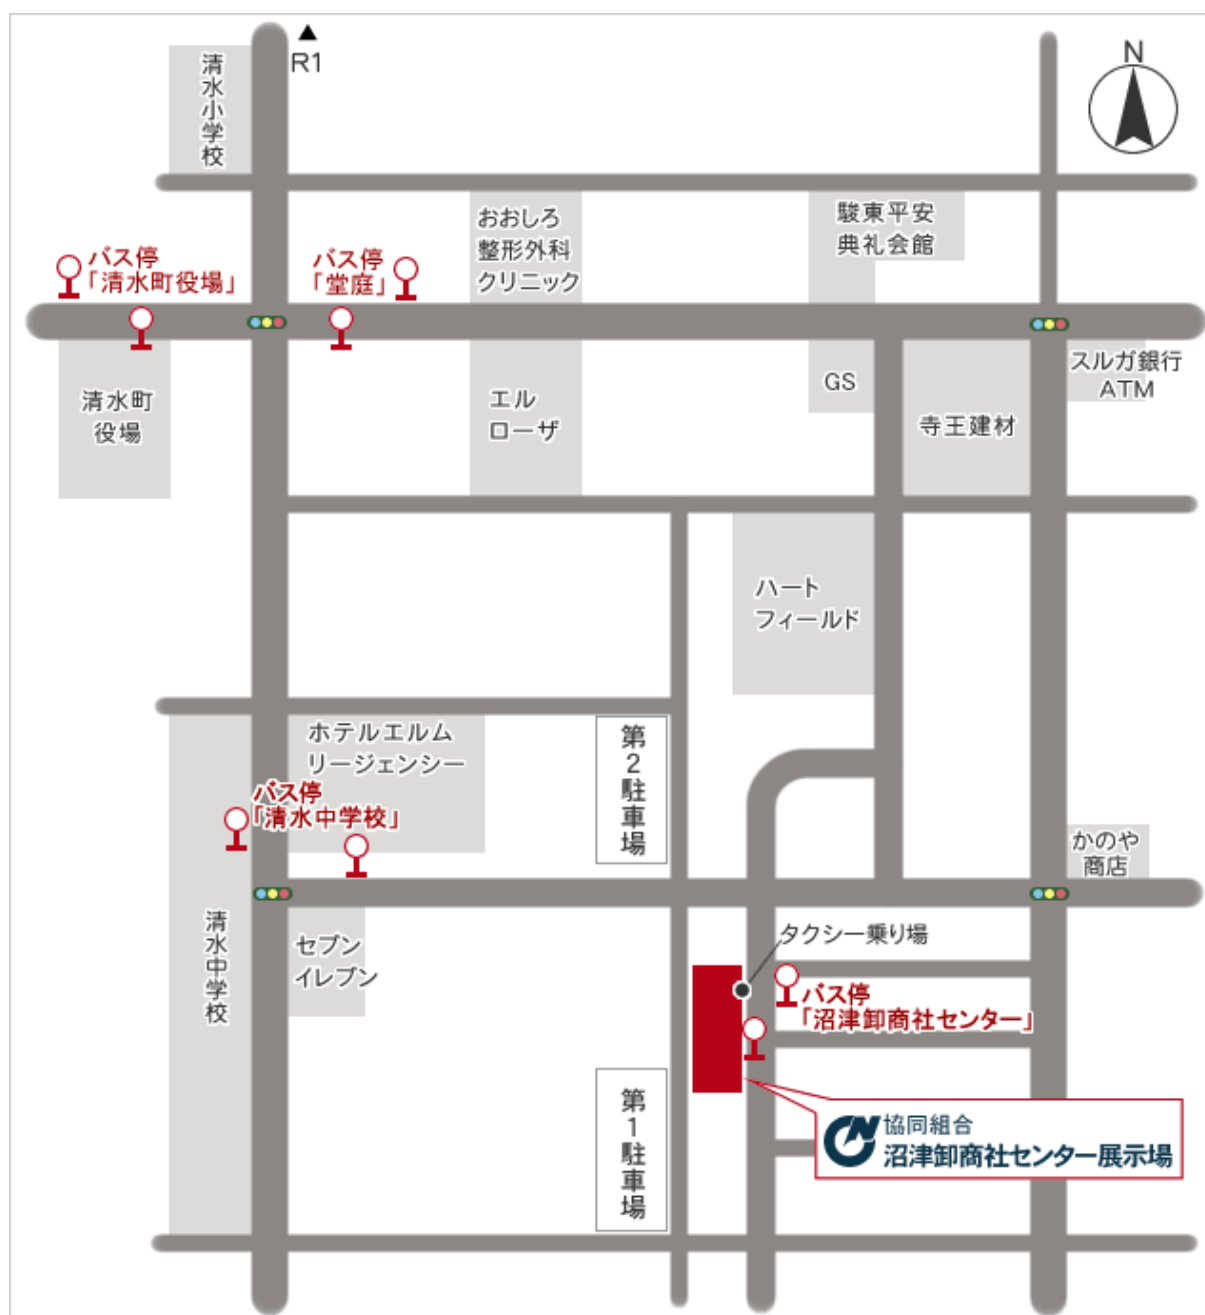 R1
N
清水小学校
おおしろ
整形外科
クリニック
駿東平安
典礼会館
バス停
「清水町役場」
バス停
「堂庭」
清水町
役場
エル
ローザ
GS
寺王建材
スルガ銀行
ATM
ハート
フィールド
ホテルエルム
リージェンシー
第2駐車場
バス停
「清水中学校」
かのや
商店
清水中学校
セブン
イレブン
タクシー乗り場
バス停
「沼津卸商社センター」
第1駐車場
協同組合
沼津卸商社センター展示場